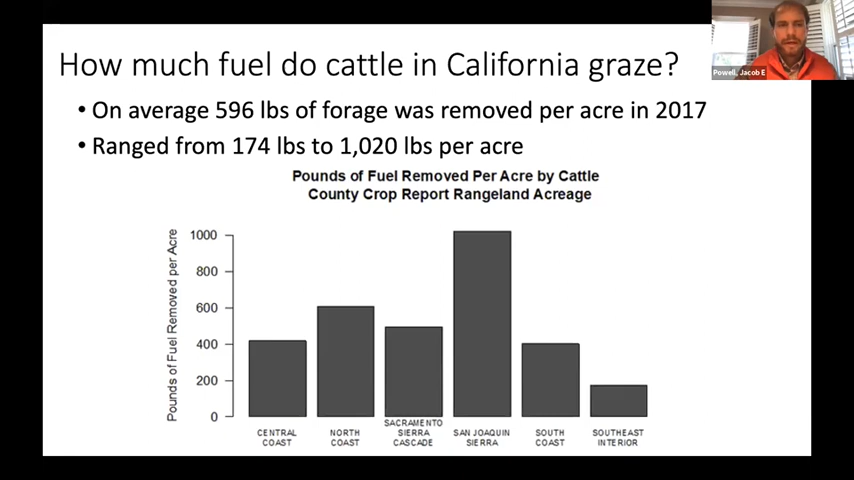 How much fuel do cattle in California graze?
Powell, Jacob E
• On average 596 lbs of forage was removed per acre in 2017
• Ranged from 174 lbs to 1,020 lbs per acre
Pounds of Fuel Removed Per Acre by Cattle
County Crop Report Rangeland Acreage
Pounds of Fuel Removed per Acre
1000
800
600
400
200
0
CENTRAL
COAST
NORTH
COAST
SACRAMENTO
SIERRA
CASCADE
SAN JOAQUIN
SIERRA
SOUTH
COAST
SOUTHEAST
INTERIOR